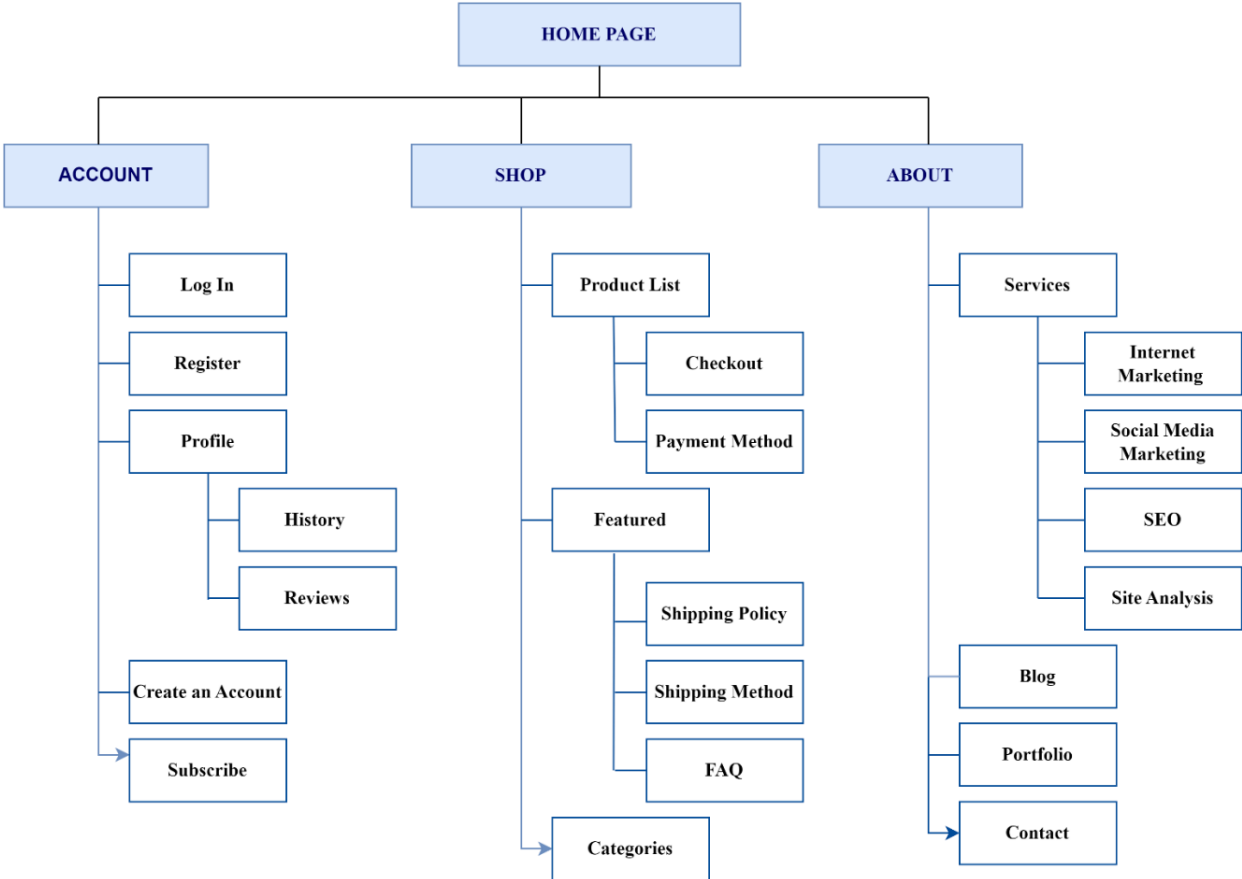 HOME PAGE
ACCOUNT
SHOP
ABOUT
Log In
Register
Profile
History
Reviews
Create an Account
Subscribe
Product List
Checkout
Payment Method
Featured
Shipping Policy
Shipping Method
FAQ
Categories
Services
Internet
Marketing
Social Media
Marketing
SEO
Site Analysis
Blog
Portfolio
Contact